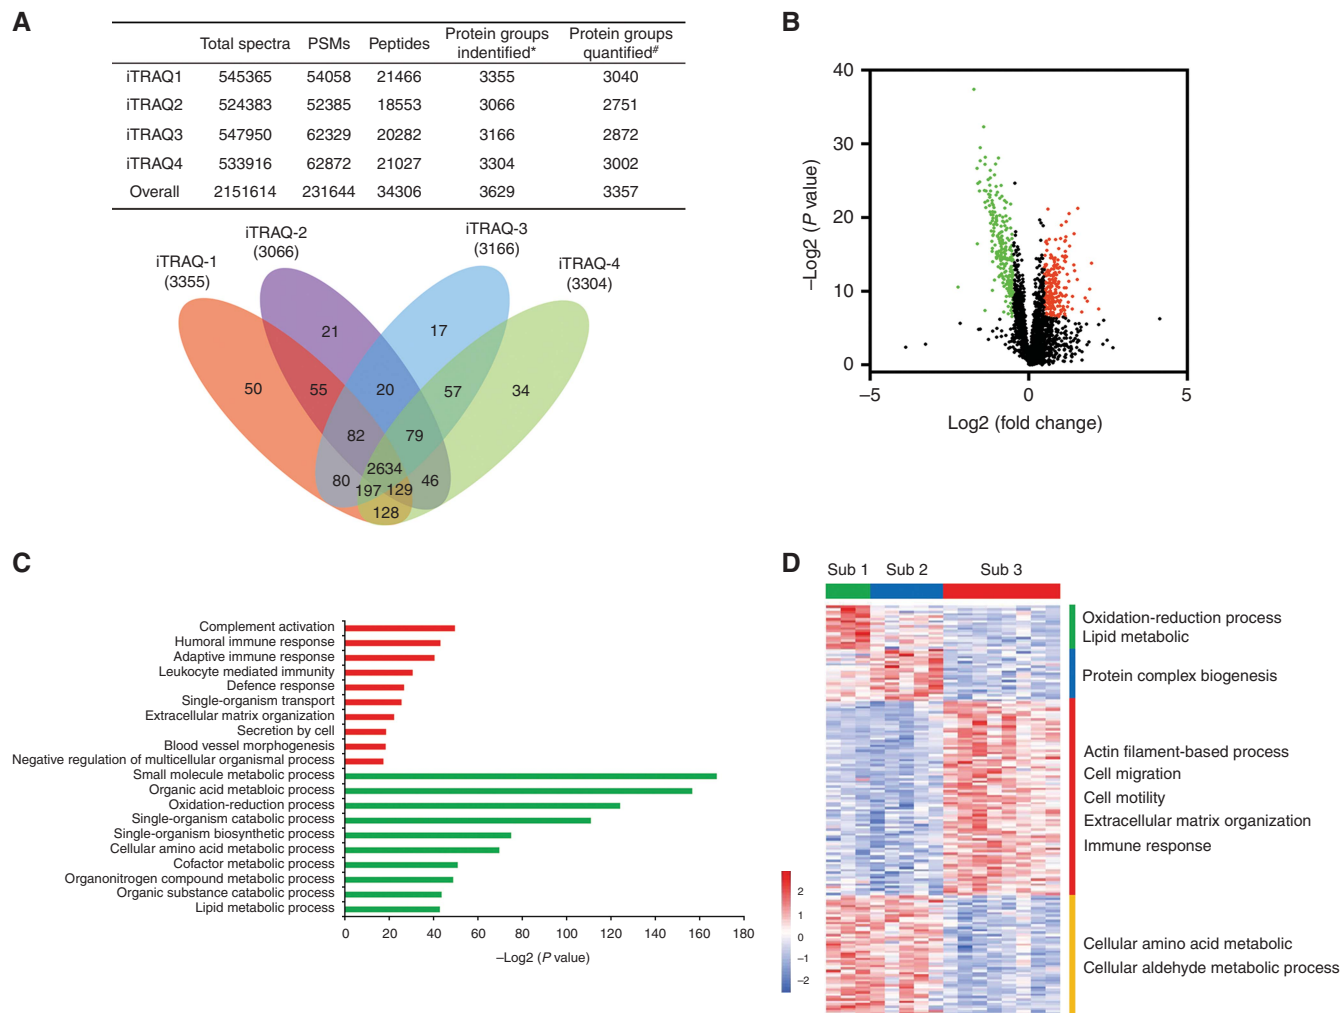 A
Total spectra PSMs Peptides Protein groups indentified* Protein groups quantified#
iTRAQ1 545365 54058 21466 3355 3040
iTRAQ2 524383 52385 18553 3066 2751
iTRAQ3 547950 62329 20282 3166 2872
iTRAQ4 533916 62872 21027 3304 3002
Overall 2151614 231644 34306 3629 3357
iTRAQ-1
(3355)
iTRAQ-2
(3066)
iTRAQ-3
(3166)
iTRAQ-4
(3304)
21
17
50
55
20
57
34
82
79
2634
80
197
129
46
128
B
40
30
20
10
0
–Log2 (P value)
–5
0
5
Log2 (fold change)
C
Complement activation
Humoral immune response
Adaptive immune response
Leukocyte mediated immunity
Defence response
Single-organism transport
Extracellular matrix organization
Secretion by cell
Blood vessel morphogenesis
Negative regulation of multicellular organismal process
Small molecule metabolic process
Organic acid metabloic process
Oxidation-reduction process
Single-organism catabolic process
Single-organism biosynthetic process
Cellular amino acid metabolic process
Cofactor metabolic process
Organonitrogen compound metabolic process
Organic substance catabolic process
Lipid metabolic process
0 20 40 60 80 100 120 140 160 180
–Log2 (P value)
D
Sub 1 Sub 2 Sub 3
Oxidation-reduction process
Lipid metabolic
Protein complex biogenesis
Actin filament-based process
Cell migration
Cell motility
Extracellular matrix organization
Immune response
Cellular amino acid metabolic
Cellular aldehyde metabolic process
2
1
0
–1
–2